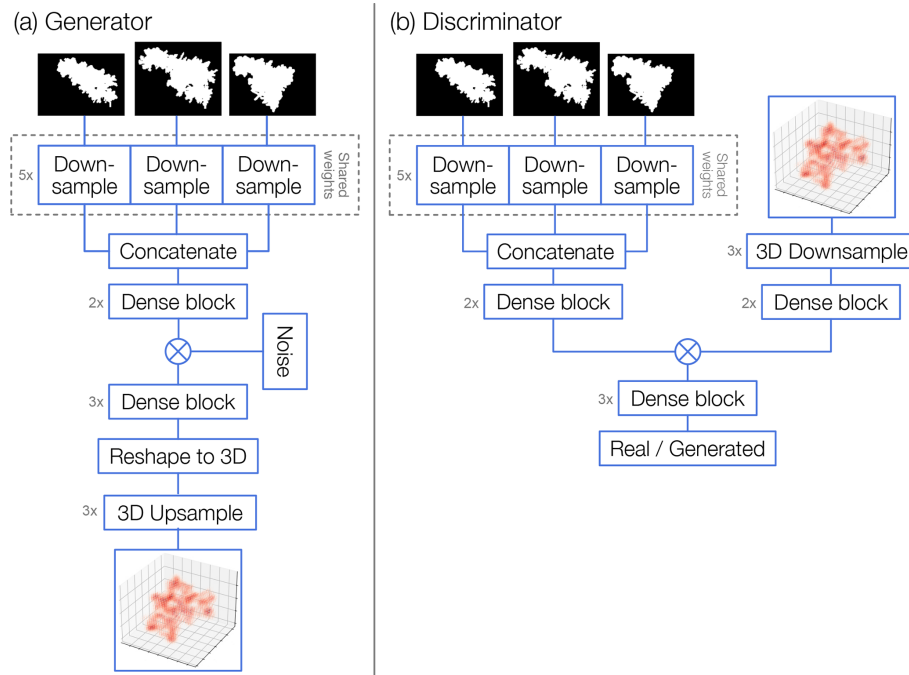 (a) Generator
5x
Down-
sample
Down-
sample
Down-
sample
Shared
weights
Concatenate
2x
Dense block
Noise
3x
Dense block
Reshape to 3D
3x
3D Upsample
(b) Discriminator
5x
Down-
sample
Down-
sample
Down-
sample
Shared
weights
Concatenate
3x
3D Downsample
2x
Dense block
2x
Dense block
3x
Dense block
Real / Generated